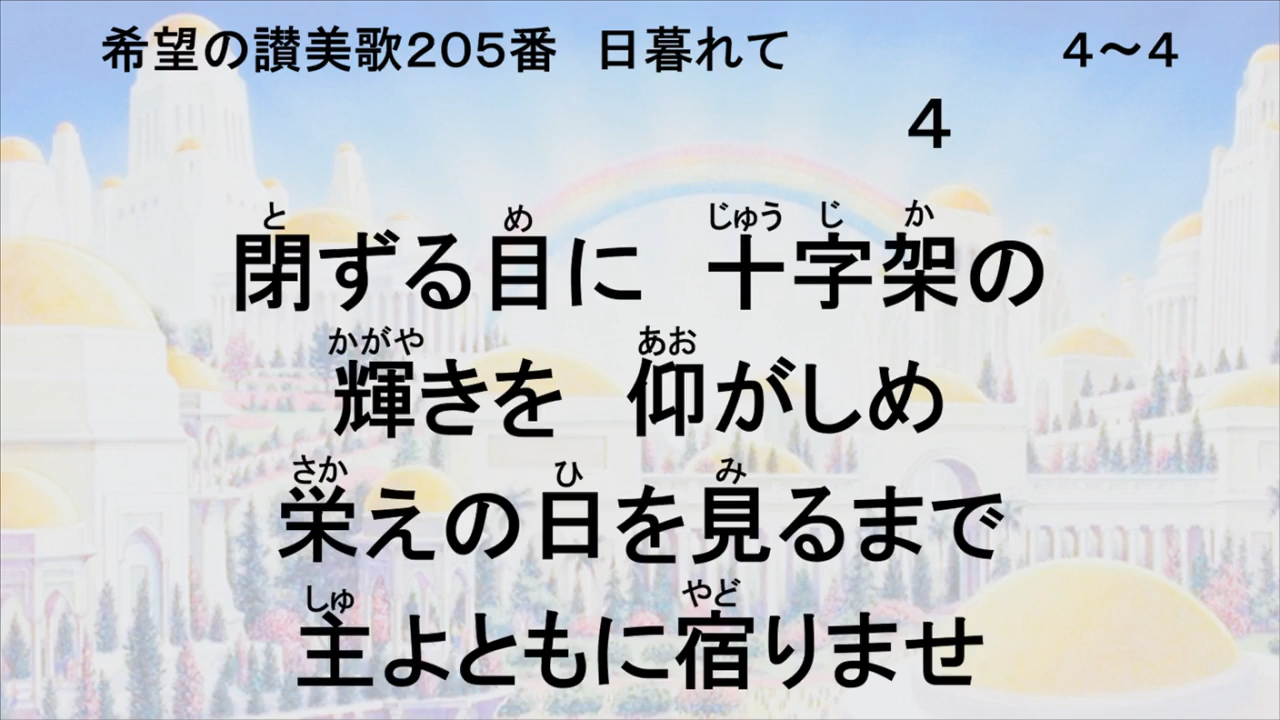 希望の讃美歌205番　日暮れて　4～4
4
閉ずる目に　十字架の
輝きを　仰がしめ
栄えの日を見るまで
主よともに宿りませ